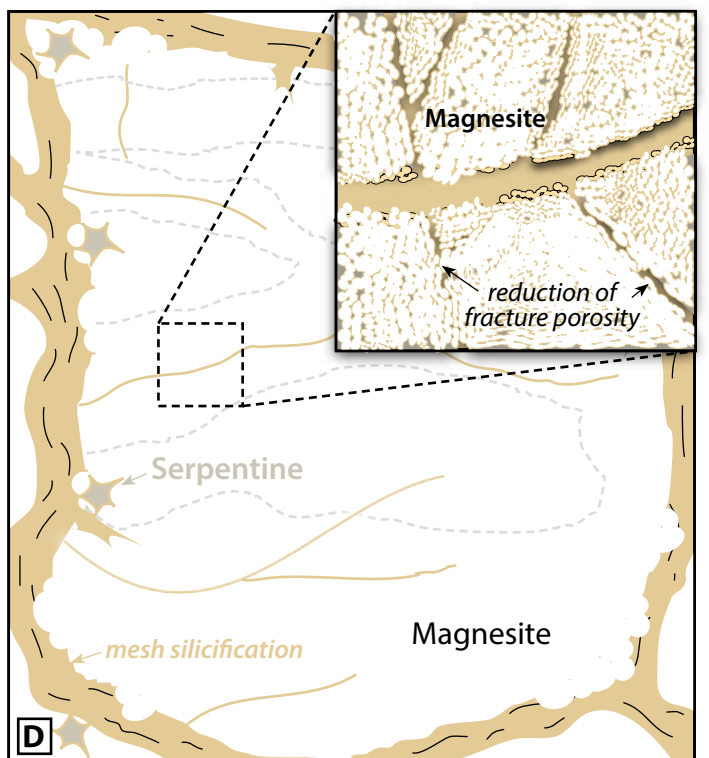 Magnesite
reduction of
fracture porosity
Serpentine
Magnesite
mesh silicification
D